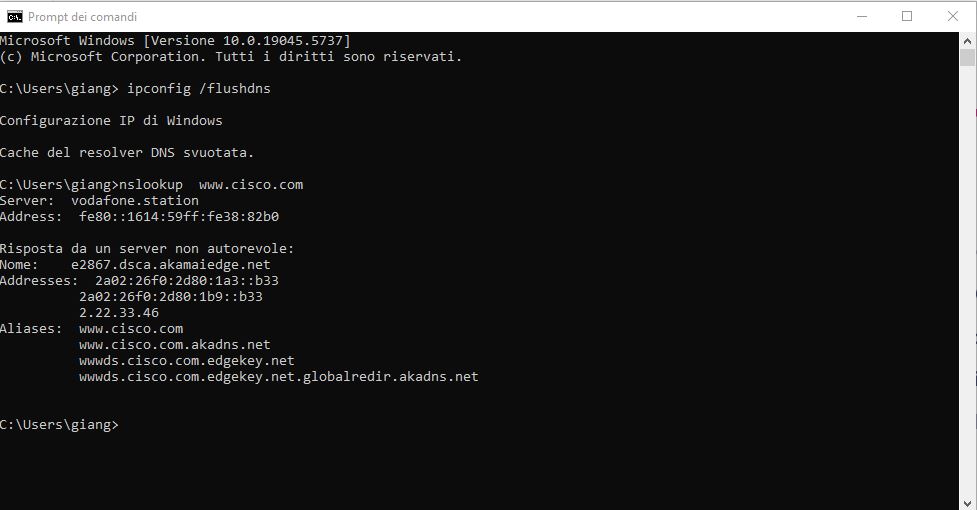 Prompt dei comandi
Microsoft Windows [Versione 10.0.19045.5737]
(c) Microsoft Corporation. Tutti i diritti sono riservati.
C:\Users\giang> ipconfig /flushdns
Configurazione IP di Windows
Cache del resolver DNS svuotata.
C:\Users\giang>nslookup  www.cisco.com
Server:  vodafone.station
Address:  fe80::1614:59ff:fe38:82b0
Risposta da un server non autorevole:
Nome:    e2867.dsca.akamaiedge.net
Addresses:  2a02:26f0:2d80:1a3::b33
2a02:26f0:2d80:1b9::b33
2.22.33.46
Aliases:  www.cisco.com
www.cisco.com.akadns.net
wwwds.cisco.com.edgekey.net
wwwds.cisco.com.edgekey.net.globalredir.akadns.net
C:\Users\giang>